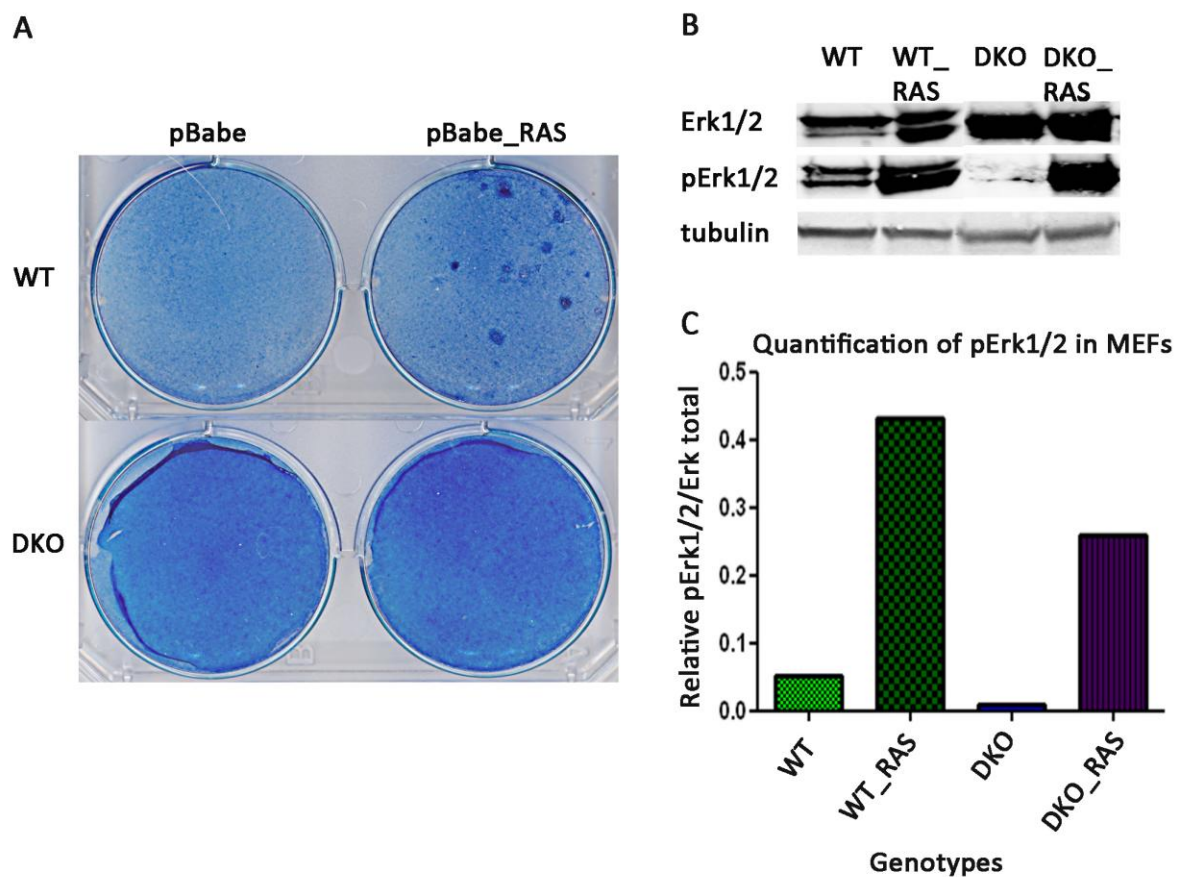 A
pBabe
pBabe_RAS
WT
DKO
B
WT
WT_
RAS
DKO
DKO_
RAS
Erk1/2
pErk1/2
tubulin
C
Quantification of pErk1/2 in MEFs
Relative pErk1/2/Erk total
0.5
0.4
0.3
0.2
0.1
0.0
WT
WT_RAS
DKO
DKO_RAS
Genotypes